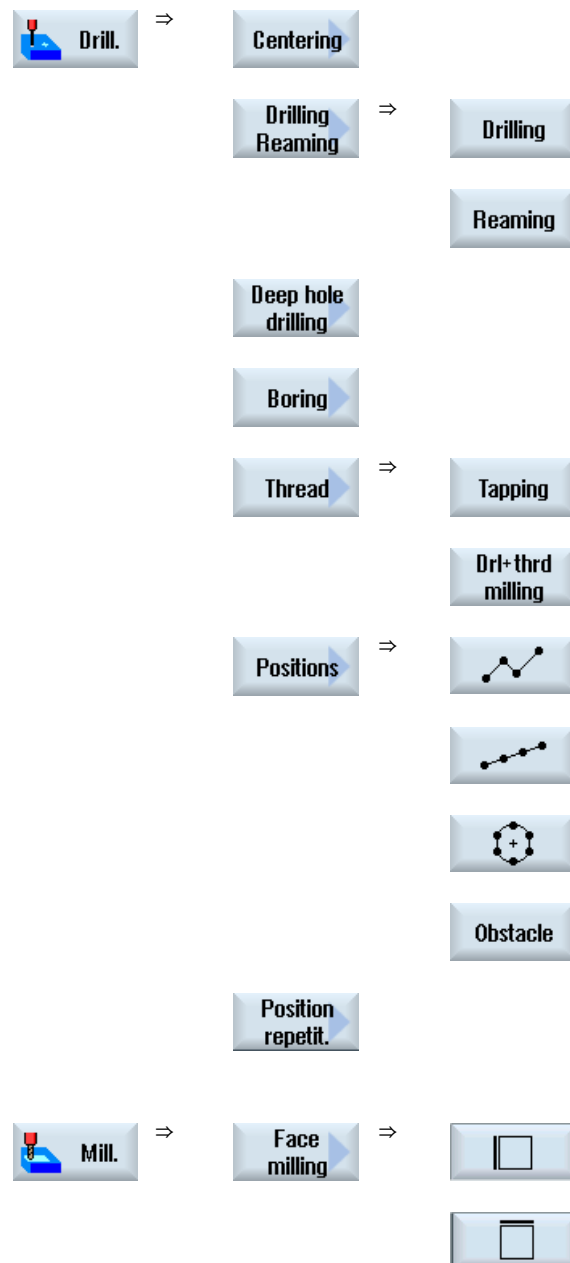 Drill. ⇒ Centering
Drilling
Reaming
⇒ Drilling
Reaming
Deep hole
drilling
Boring
Thread ⇒ Tapping
Drl+thrd
milling
Positions ⇒
Obstacle
Position
repetit.
Mill. ⇒ Face
milling
⇒